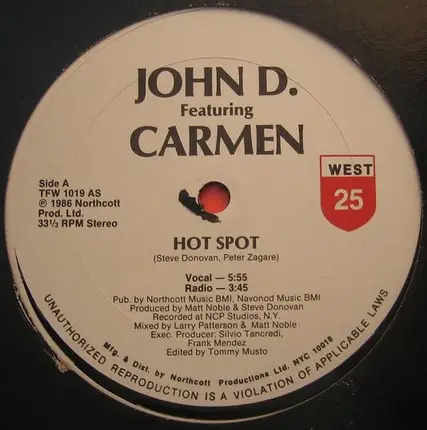 JOHN D.
Featuring
CARMEN
Side A
TFW 1019 AS
℗ 1986 Northcott
Prod. Ltd.
33⅓ RPM Stereo
WEST
25
HOT SPOT
(Steve Donovan, Peter Zagare)
Vocal — 5:55
Radio — 3:45
Pub. by Northcott Music BMI, Navonod Music BMI
Produced by Matt Noble & Steve Donovan
Recorded at NCP Studios, N.Y.
Mixed by Larry Patterson & Matt Noble
Exec. Producer: Silvio Tancredi,
Frank Mendez
Edited by Tommy Musto
Mfg. & Dist. by Northcott Productions Ltd. NYC 10018
UNAUTHORIZED REPRODUCTION IS A VIOLATION OF APPLICABLE LAWS